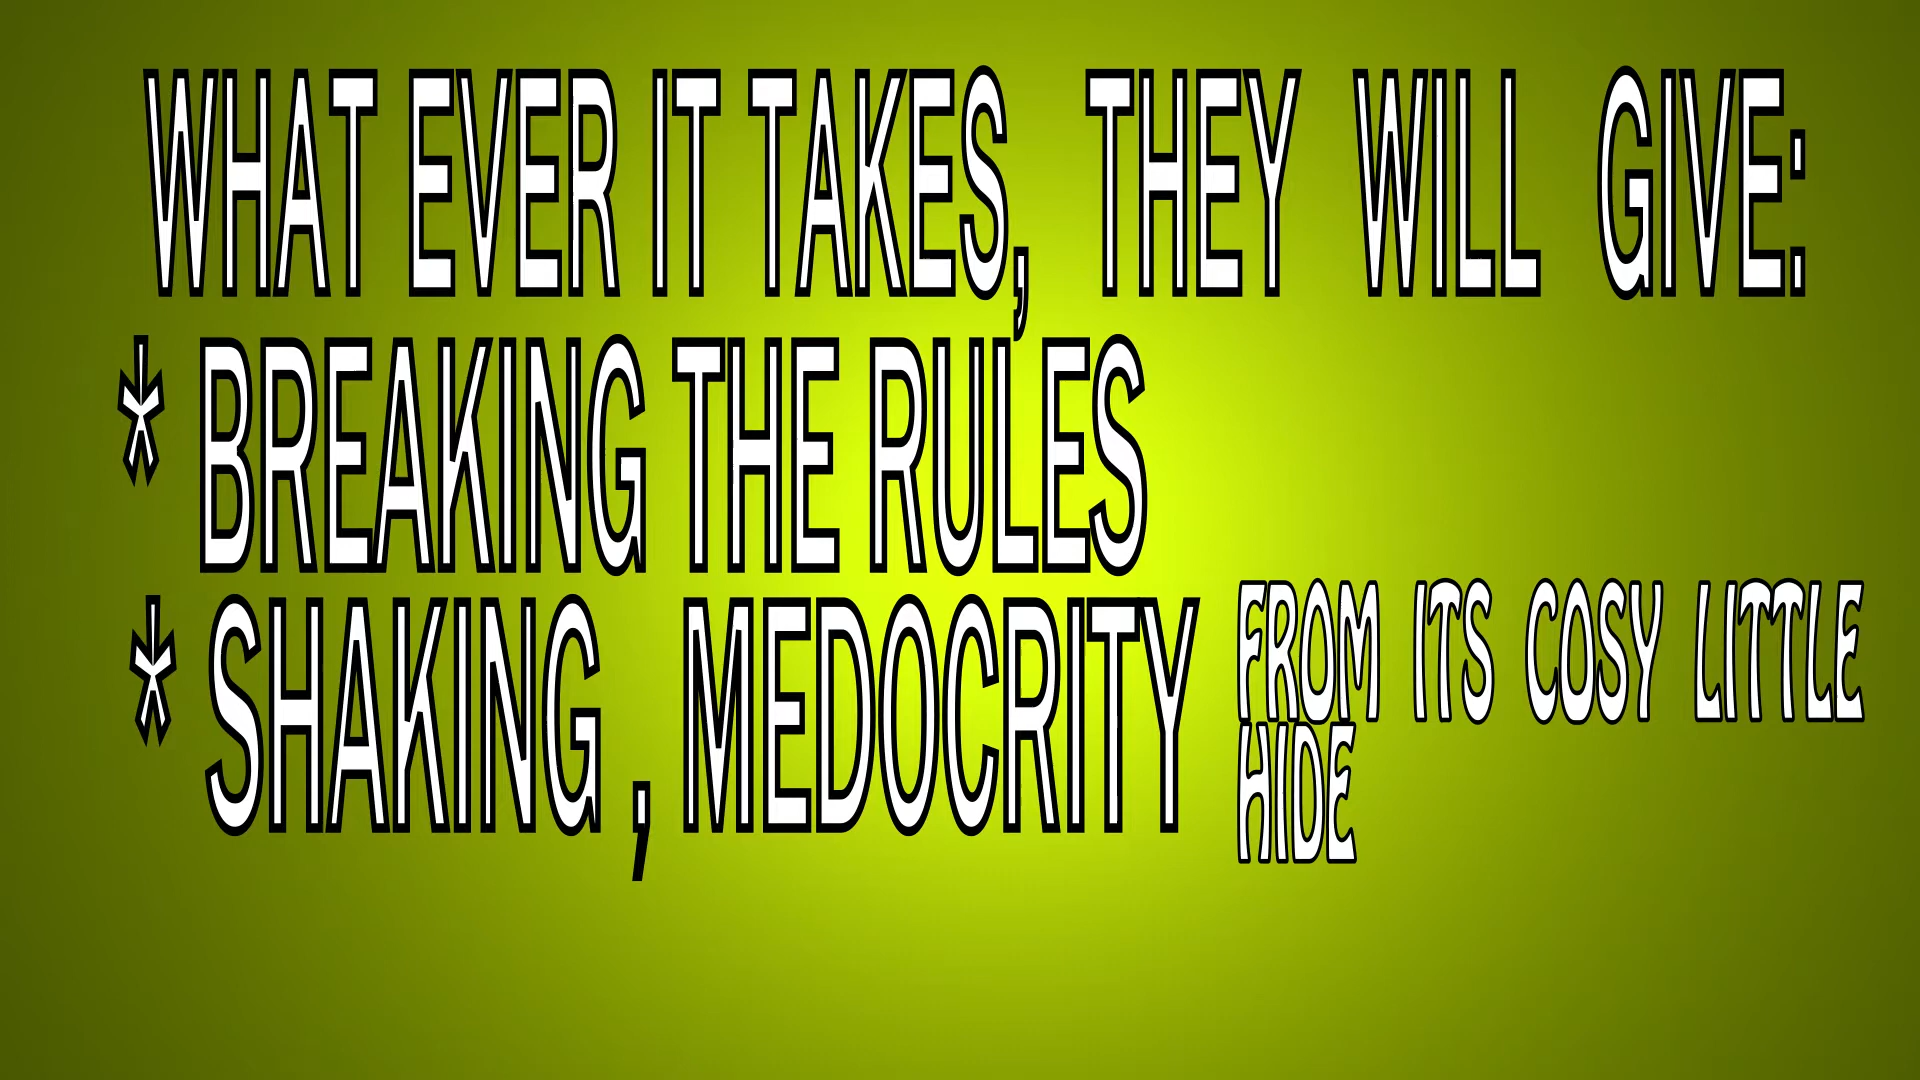 WHAT EVER IT TAKES, THEY WILL GIVE:
* BREAKING THE RULES
* SHAKING , MEDOCRITY
FROM ITS COSY LITTLE
HIDE